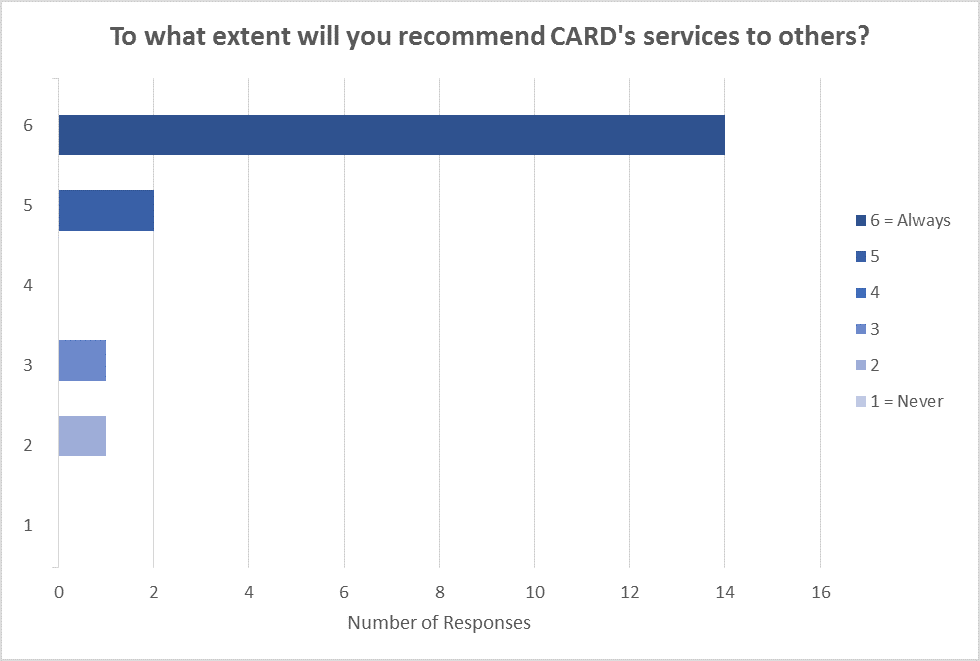 To what extent will you recommend CARD's services to others?
6
5
4
3
2
1
0 2 4 6 8 10 12 14 16
Number of Responses
6 = Always
5
4
3
2
1 = Never